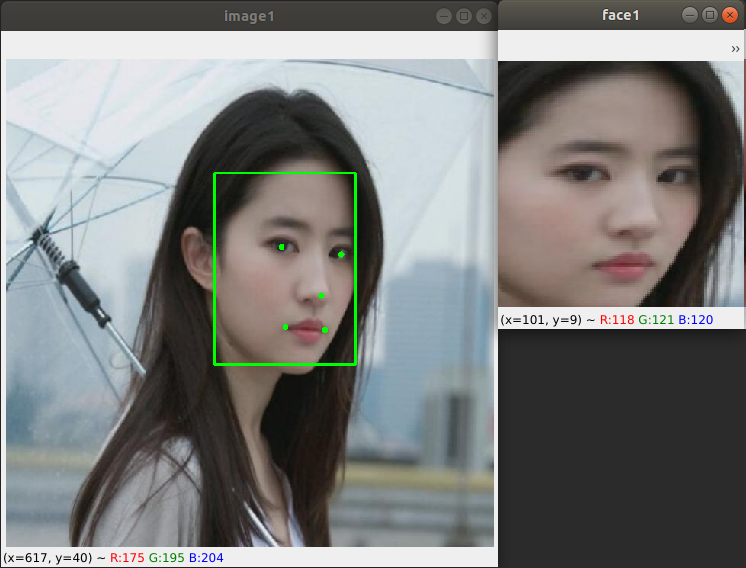 image1
face1
»
(x=101, y=9) ~ R:118 G:121 B:120
(x=617, y=40) ~ R:175 G:195 B:204